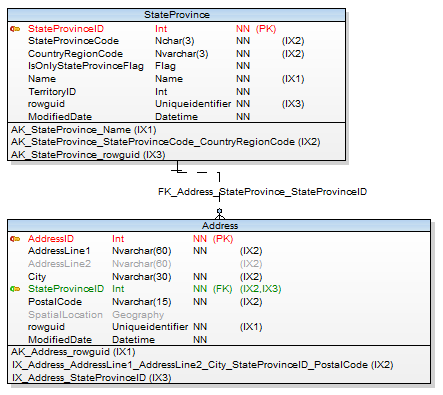 StateProvince
StateProvinceID Int NN (PK)
StateProvinceCode Nchar(3) NN (IX2)
CountryRegionCode Nvarchar(3) NN (IX2)
IsOnlyStateProvinceFlag Flag NN
Name Name NN (IX1)
TerritoryID Int NN
rowguid Uniqueidentifier NN (IX3)
ModifiedDate Datetime NN
AK_StateProvince_Name (IX1)
AK_StateProvince_StateProvinceCode_CountryRegionCode (IX2)
AK_StateProvince_rowguid (IX3)
FK_Address_StateProvince_StateProvinceID
Address
AddressID Int NN (PK)
AddressLine1 Nvarchar(60) NN (IX2)
AddressLine2 Nvarchar(60) (IX2)
City Nvarchar(30) NN (IX2)
StateProvinceID Int NN (FK) (IX2,IX3)
PostalCode Nvarchar(15) NN (IX2)
SpatialLocation Geography
rowguid Uniqueidentifier NN (IX1)
ModifiedDate Datetime NN
AK_Address_rowguid (IX1)
IX_Address_AddressLine1_AddressLine2_City_StateProvinceID_PostalCode (IX2)
IX_Address_StateProvinceID (IX3)